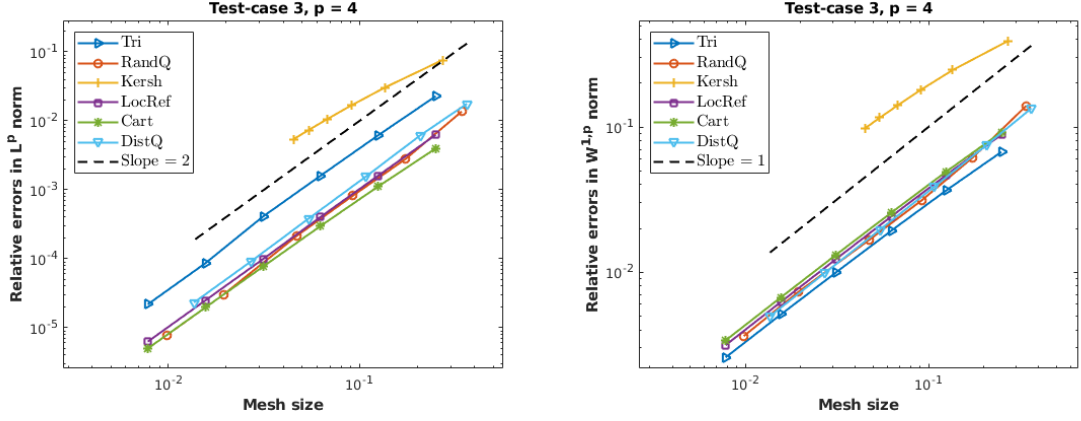 Test-case 3, p = 4
Relative errors in L^p norm
10^-1
10^-2
10^-3
10^-4
10^-5
Tri
RandQ
Kersh
LocRef
Cart
DistQ
Slope = 2
10^-2
10^-1
Mesh size
Test-case 3, p = 4
Relative errors in W^1,p norm
10^-1
10^-2
Tri
RandQ
Kersh
LocRef
Cart
DistQ
Slope = 1
10^-2
10^-1
Mesh size